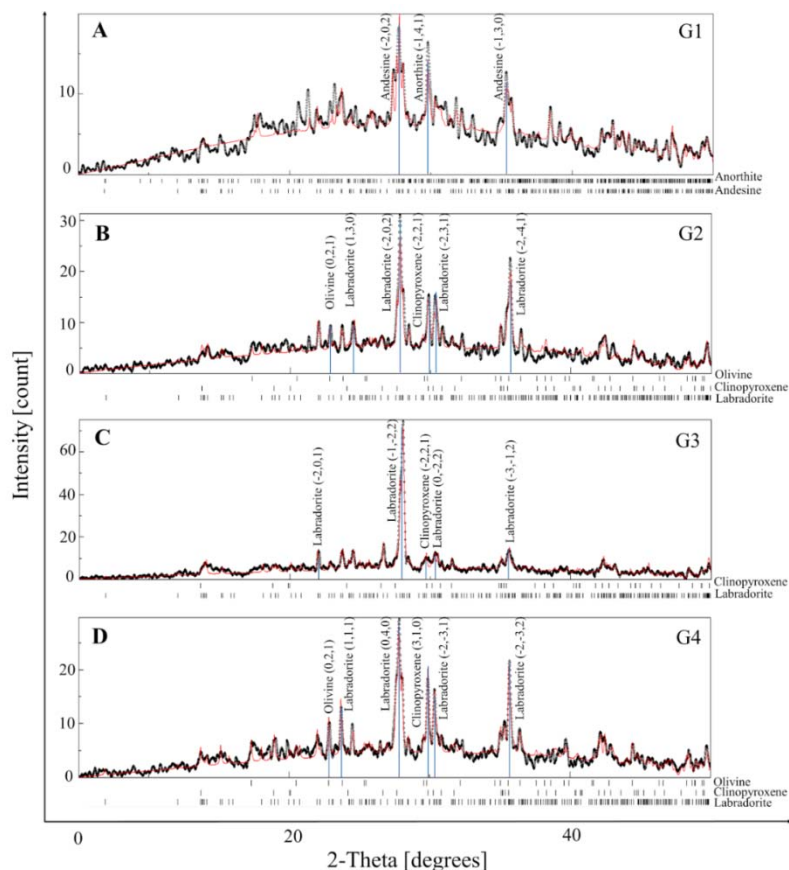 A
G1
Andesine (-2,0,2)
Anorthite (-1,4,1)
Andesine (-1,3,0)
10
0
Anorthite
Andesine
B
G2
Olivine (0,2,1)
Labradorite (1,3,0)
Labradorite (-2,0,2)
Clinopyroxene (-2,2,1)
Labradorite (-2,3,1)
Labradorite (-2,-4,1)
30
20
10
0
Olivine
Clinopyroxene
Labradorite
C
G3
Labradorite (-2,0,1)
Labradorite (-1,-2,2)
Clinopyroxene (-2,2,1)
Labradorite (0,-2,2)
Labradorite (-3,-1,2)
60
40
20
10
0
Clinopyroxene
Labradorite
D
G4
Olivine (0,2,1)
Labradorite (1,1,1)
Labradorite (0,4,0)
Clinopyroxene (3,1,0)
Labradorite (-2,-3,1)
Labradorite (-2,-3,2)
20
10
0
Olivine
Clinopyroxene
Labradorite
0
20
40
2-Theta [degrees]
Intensity [count]